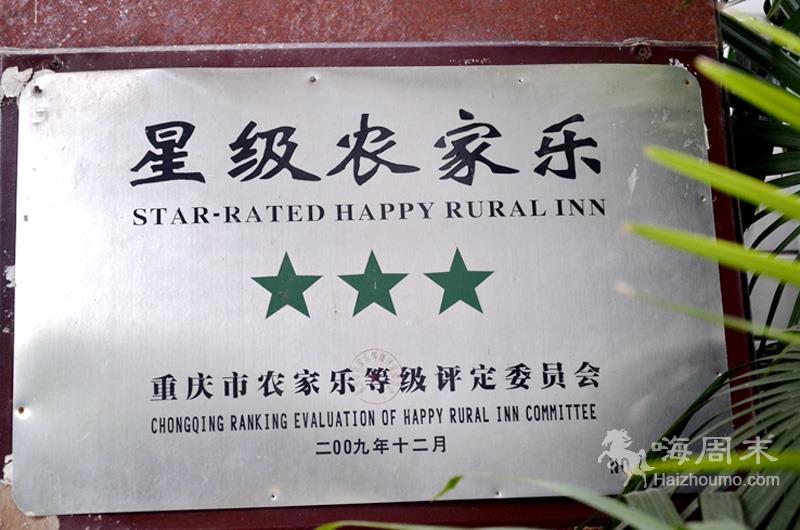 星级农家乐
STAR-RATED HAPPY RURAL INN
重庆市农家乐等级评定委员会
CHONGQING RANKING EVALUATION OF HAPPY RURAL INN COMMITTEE
二00九年十二月
NO
嗨周末
Haizhoumo.com